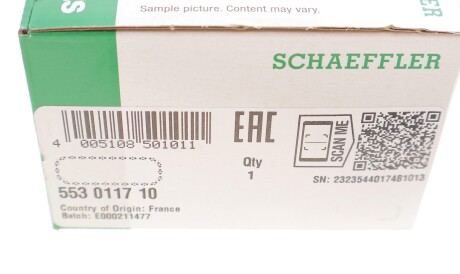 Sample picture. Content may vary.
SCHAEFFLER
4 005108 501011
EAC
Qty
1
SCAN ME
SN: 2323544017481013
553 0117 10
Country of Origin: France
Batch: E000211477